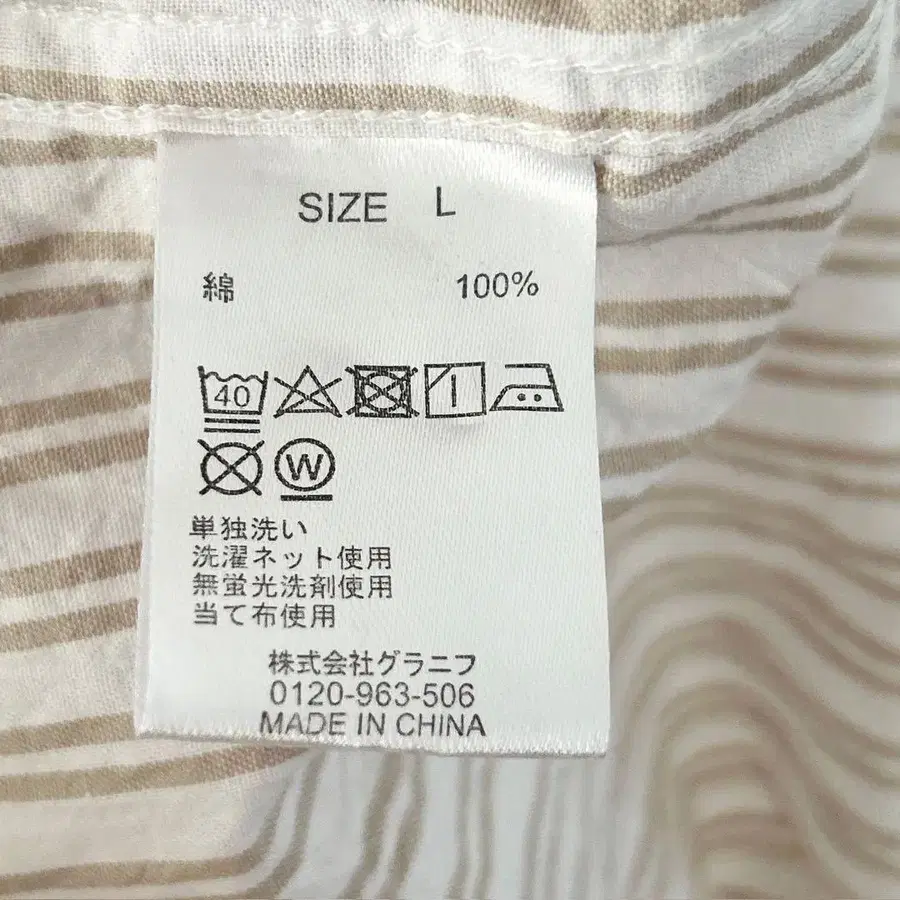 SIZE L
綿 100%
40
W
単独洗い
洗濯ネット使用
無蛍光洗剤使用
当て布使用
株式会社グラニフ
0120-963-506
MADE IN CHINA